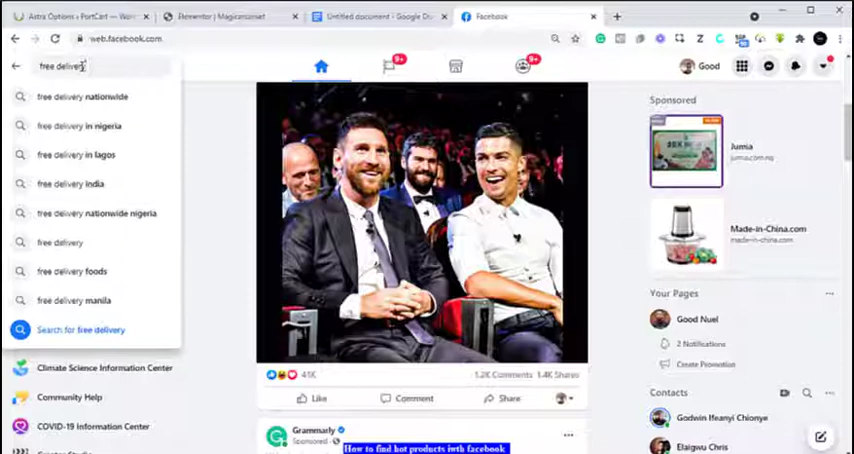 Astra Options > PortCart — Wor
Elementor | Magicansunset
Untitled document - Google Do
Facebook
web.facebook.com
free delivery
free delivery nationwide
free delivery in nigeria
free delivery in lagos
free delivery india
free delivery nationwide nigeria
free delivery
free delivery foods
free delivery manila
Search for free delivery
Climate Science Information Center
Community Help
COVID-19 Information Center
9+
9+
Good
1.2K Comments 1.4K Shares
Like
Comment
Share
Grammarly
Sponsored
How to find hot products iwth facebook
Sponsored
Jumia
jumia.com.ng
Made-in-China.com
made-in-china.com
Your Pages
Good Nuel
2 Notifications
Create Promotion
Contacts
Godwin Ifeanyi Chionye
Elaigwu Chris